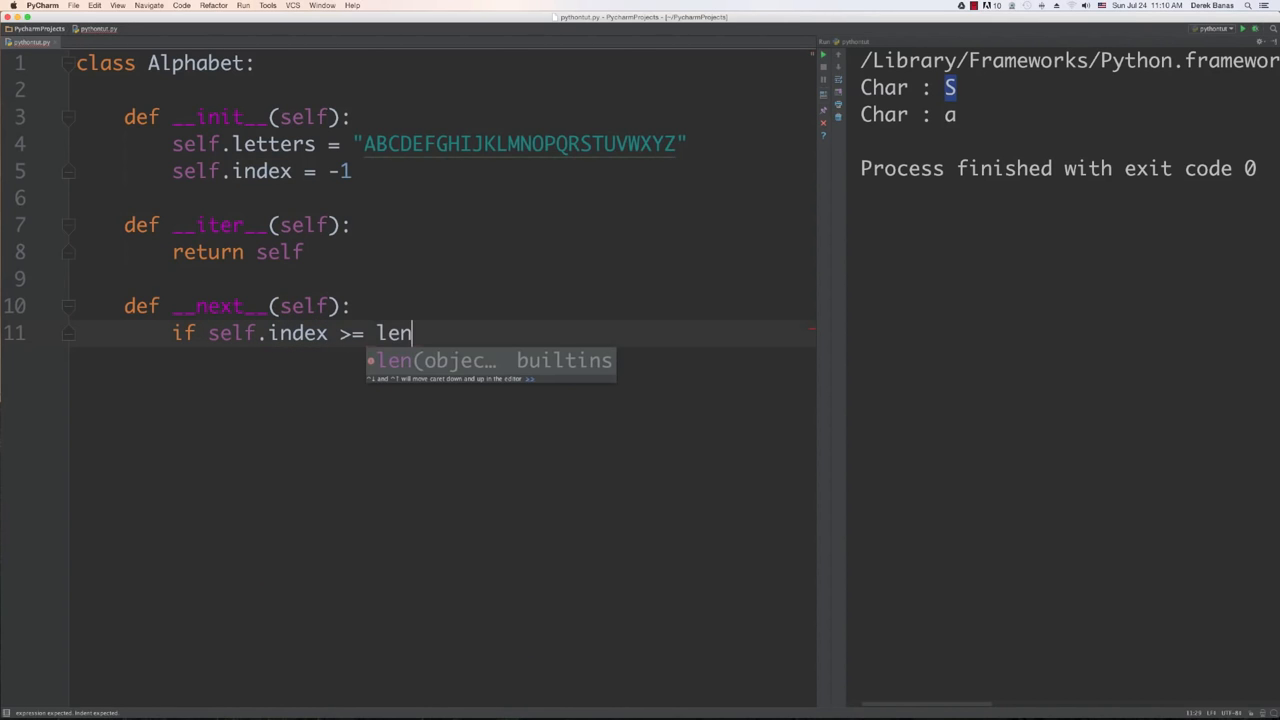 PyCharm File Edit View Navigate Code Refactor Run Tools VCS Window Help 10 Sun Jul 24 11:10 AM Derek Banas
pythontut.py - PyCharmProjects - [~/PycharmProjects]
PycharmProjects pythontut.py pythontut
pythontut.py
Run: pythontut
1 class Alphabet:
2
3 def __init__(self):
4 self.letters = "ABCDEFGHIJKLMNOPQRSTUVWXYZ"
5 self.index = -1
6
7 def __iter__(self):
8 return self
9
10 def __next__(self):
11 if self.index >= len
len(objec… builtins
^↓ and ^↑ will move caret down and up in the editor >>
/Library/Frameworks/Python.framewor
Char : S
Char : a
Process finished with exit code 0
expression expected. Indent expected. 11:29 LF÷ UTF-8÷